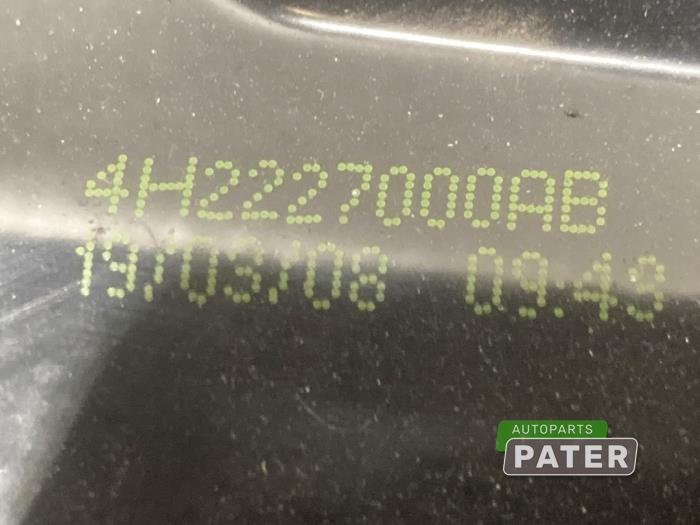 4H2227000AB
19/03/08 09:49
AUTOPARTS
PATER